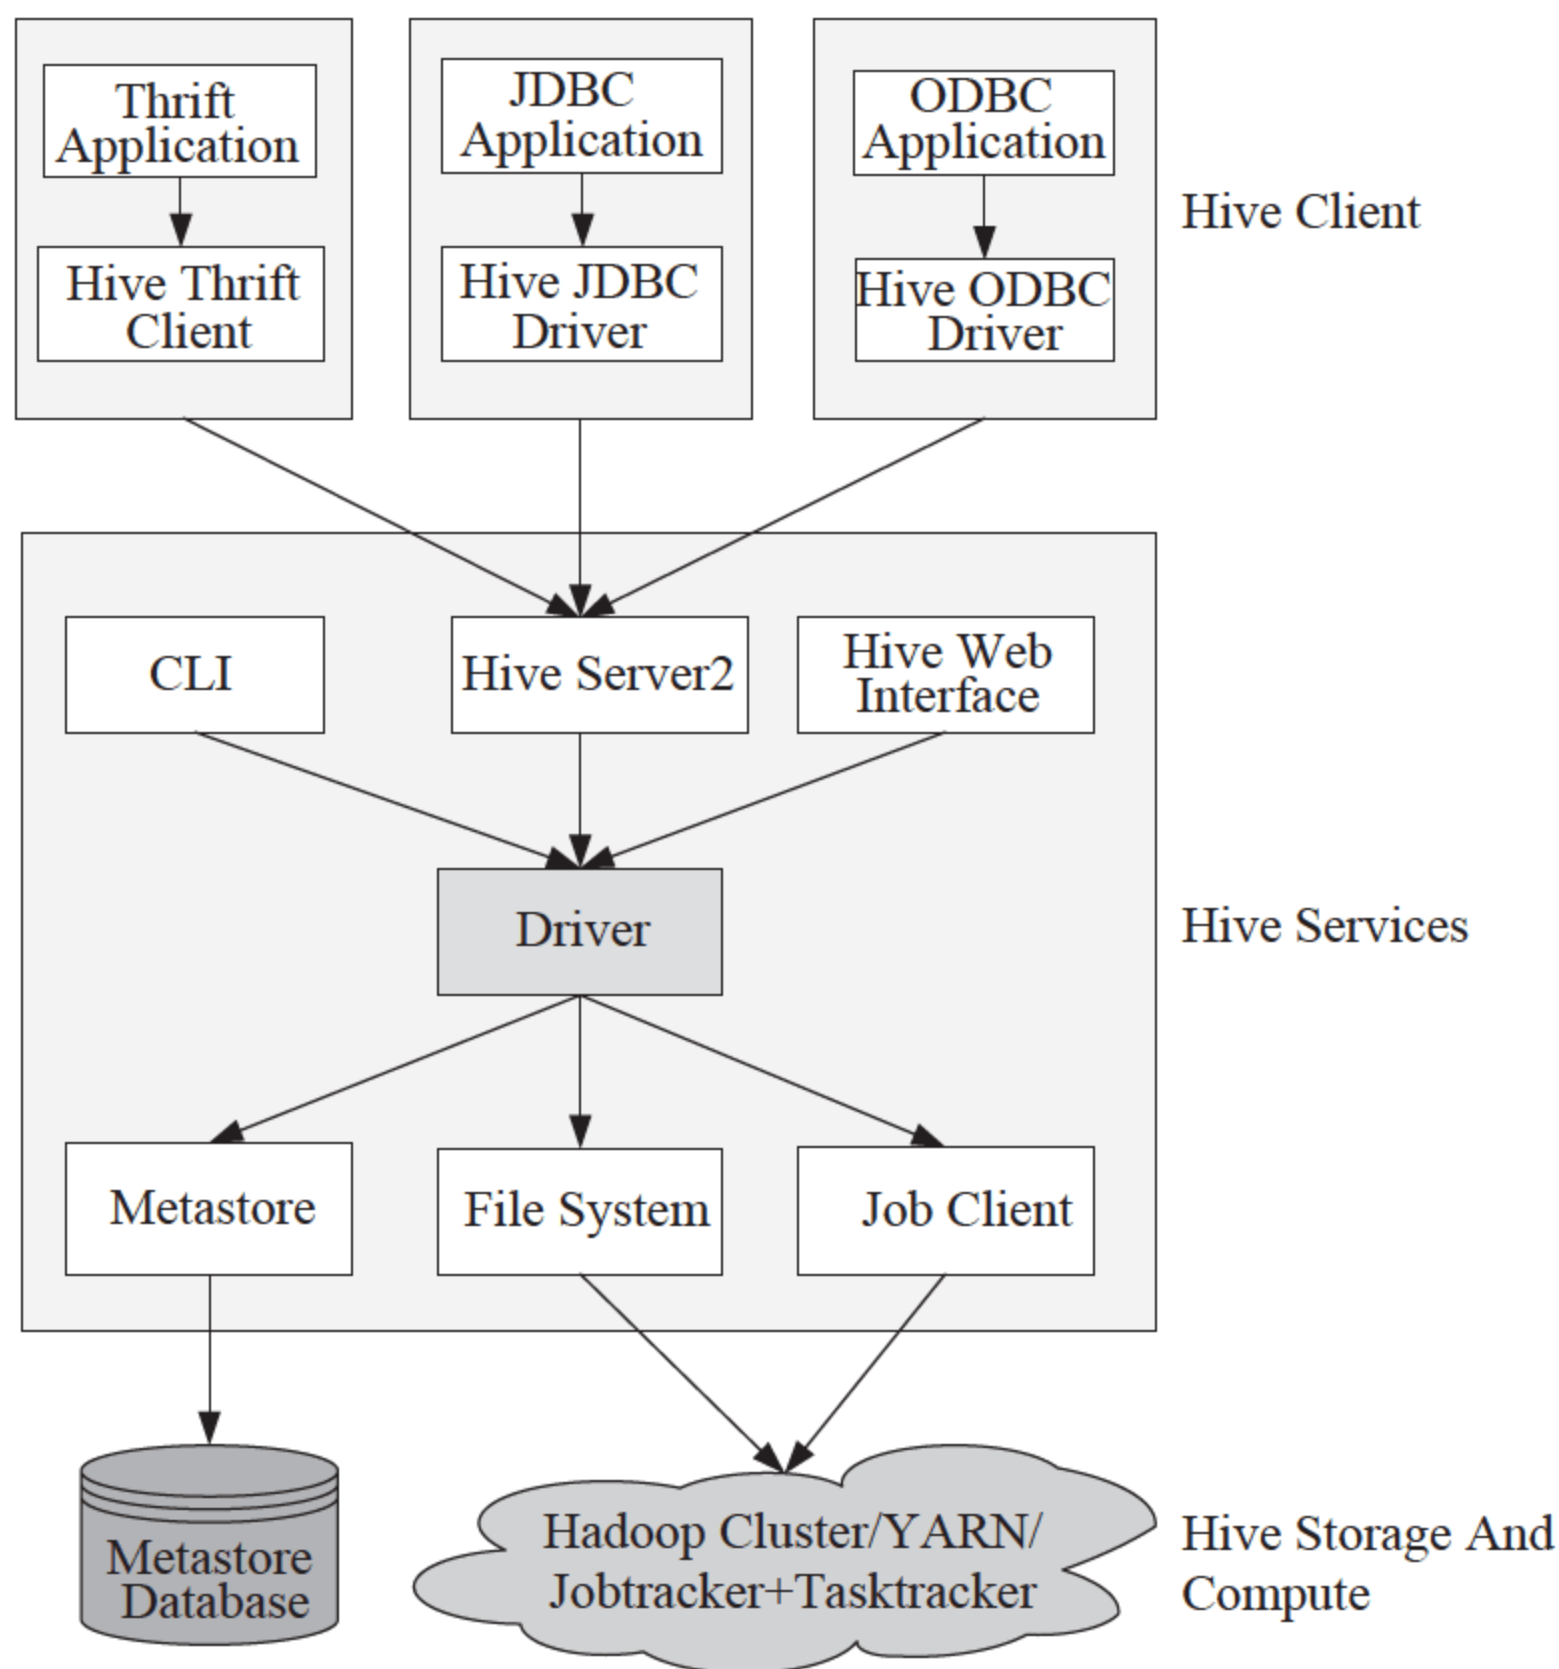 Thrift
Application
JDBC
Application
ODBC
Application
Hive Thrift
Client
Hive JDBC
Driver
Hive ODBC
Driver
Hive Client
CLI
Hive Server2
Hive Web
Interface
Driver
Hive Services
Metastore
File System
Job Client
Metastore
Database
Hadoop Cluster/YARN/
Jobtracker+Tasktracker
Hive Storage And
Compute